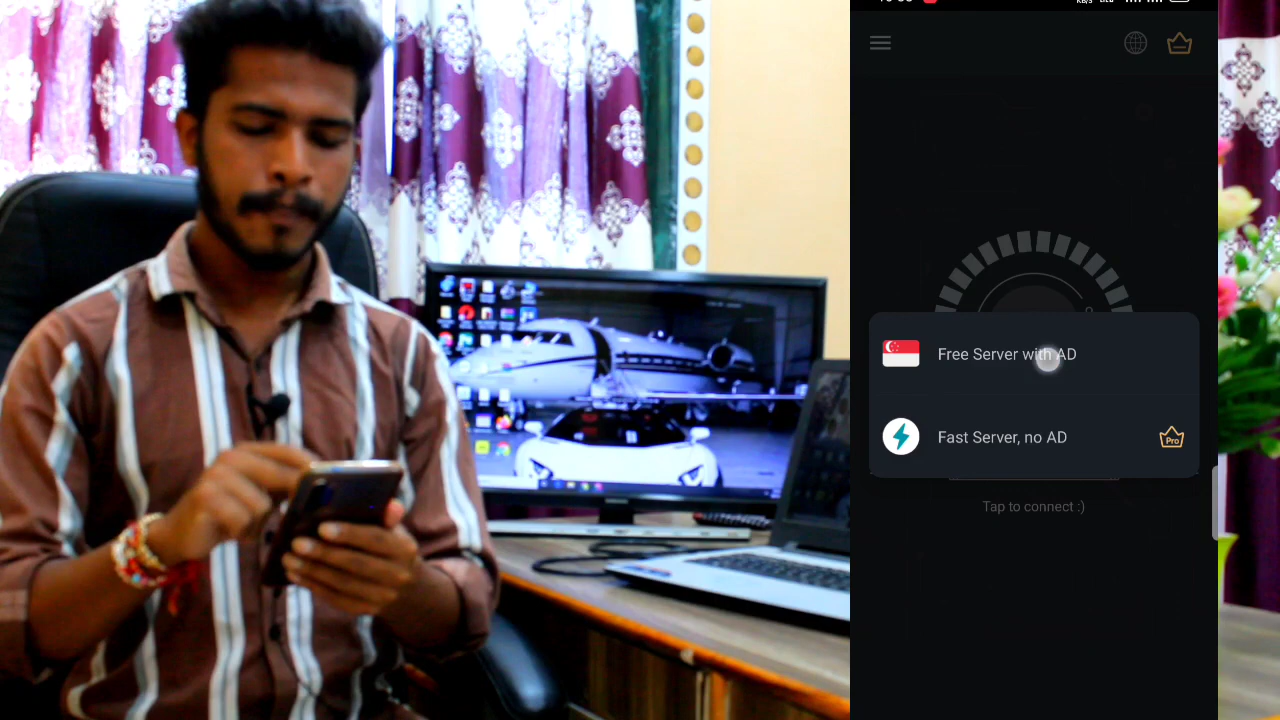 Free Server with AD
Fast Server, no AD
Pro
Tap to connect :)